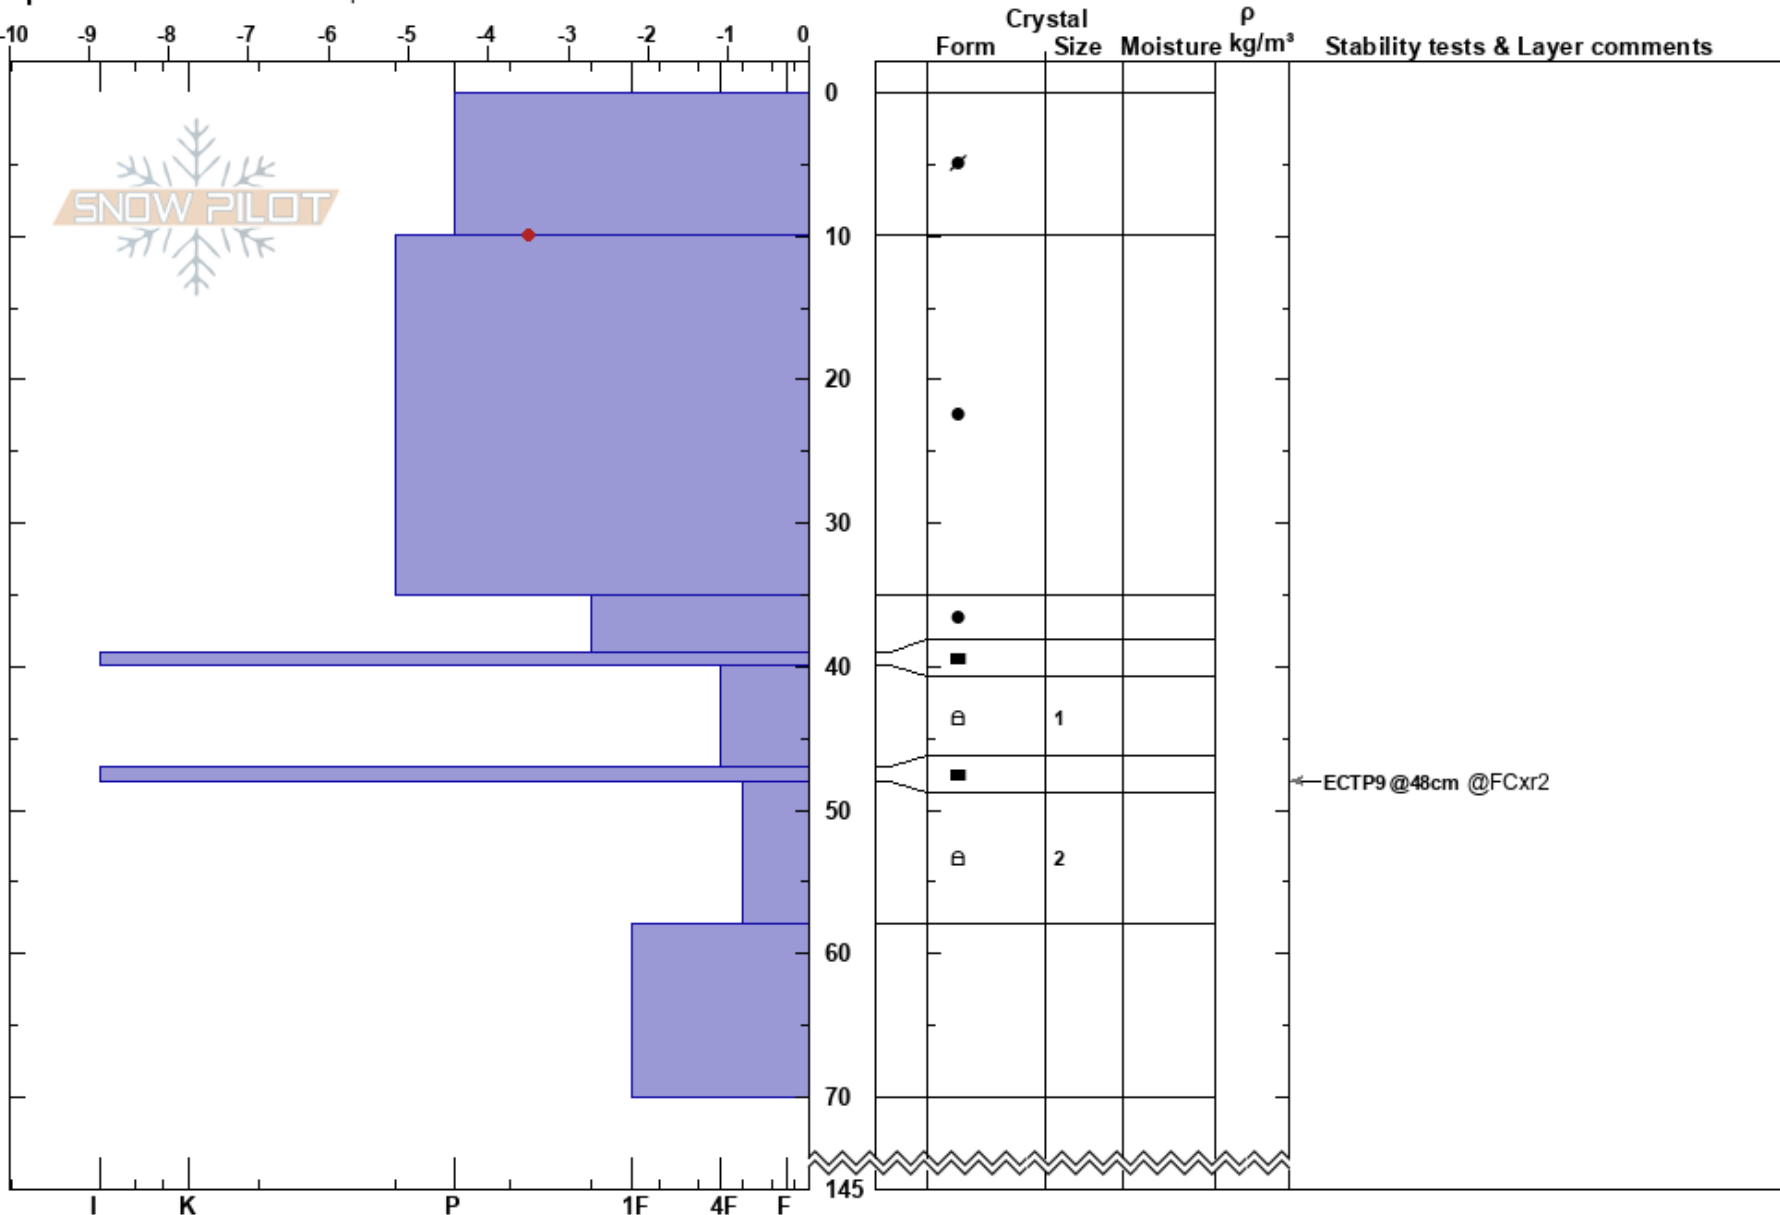 Crystal ρ
-10 -9 -8 -7 -6 -5 -4 -3 -2 -1 0 Form Size Moisture kg/m³ Stability tests & Layer comments
0
SNOW PILOT
10
20
30
40
1
ECTP9 @48cm @FCxr2
50
2
60
70
145
I K P 1F 4F F